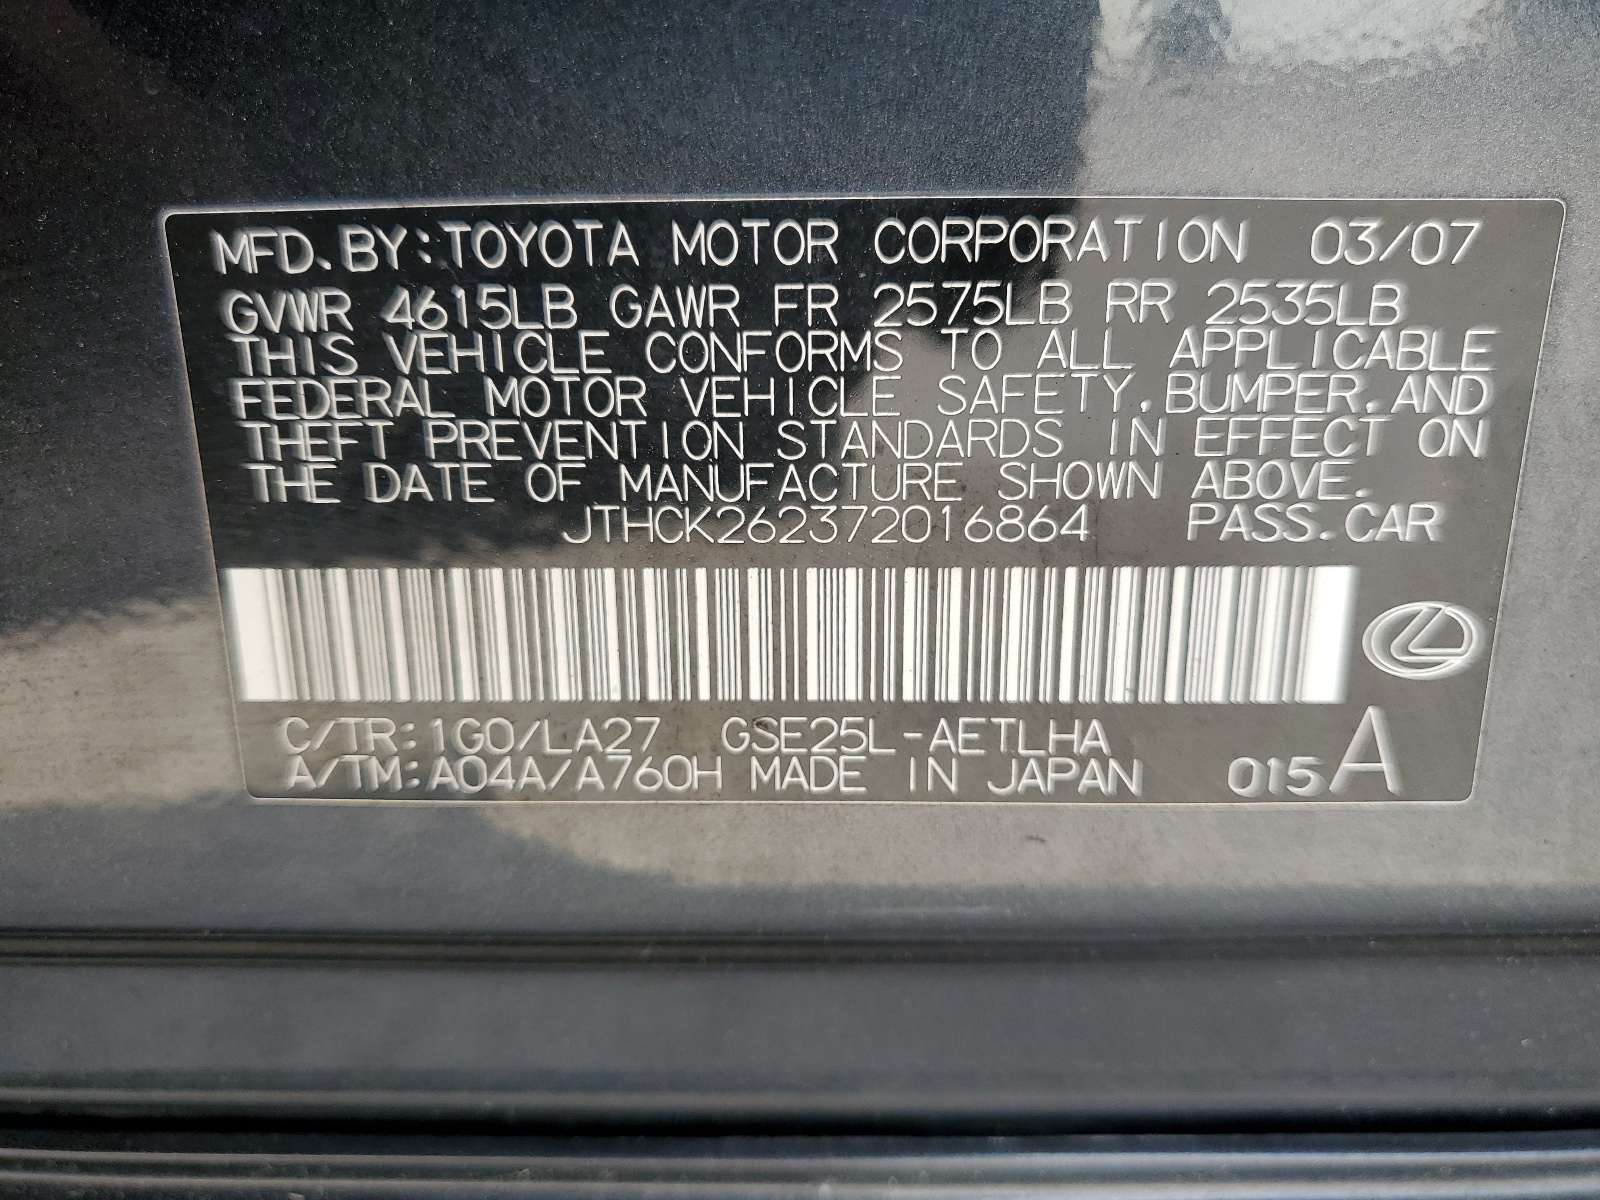 MFD. BY: TOYOTA MOTOR CORPORATION 03/07
GVWR 4615LB GAWR FR 2575LB RR 2535LB
THIS VEHICLE CONFORMS TO ALL APPLICABLE
FEDERAL MOTOR VEHICLE SAFETY, BUMPER, AND
THEFT PREVENTION STANDARDS IN EFFECT ON
THE DATE OF MANUFACTURE SHOWN ABOVE.
JTHCK262372016864 PASS. CAR
C/TR: 1G0/LA27 GSE25L-AETLHA
A/TM: A04A/A760H MADE IN JAPAN 015 A